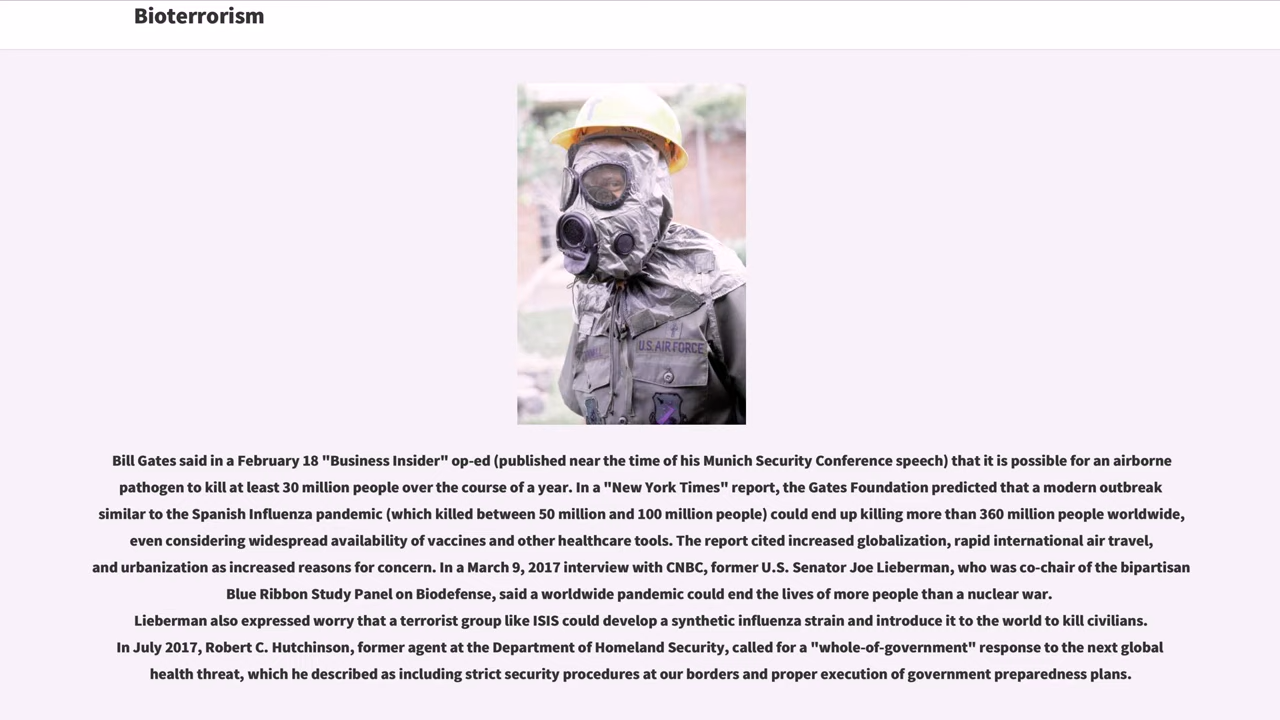 Bioterrorism
U.S. AIR FORCE
Bill Gates said in a February 18 "Business Insider" op-ed (published near the time of his Munich Security Conference speech) that it is possible for an airborne
pathogen to kill at least 30 million people over the course of a year. In a "New York Times" report, the Gates Foundation predicted that a modern outbreak
similar to the Spanish Influenza pandemic (which killed between 50 million and 100 million people) could end up killing more than 360 million people worldwide,
even considering widespread availability of vaccines and other healthcare tools. The report cited increased globalization, rapid international air travel,
and urbanization as increased reasons for concern. In a March 9, 2017 interview with CNBC, former U.S. Senator Joe Lieberman, who was co-chair of the bipartisan
Blue Ribbon Study Panel on Biodefense, said a worldwide pandemic could end the lives of more people than a nuclear war.
Lieberman also expressed worry that a terrorist group like ISIS could develop a synthetic influenza strain and introduce it to the world to kill civilians.
In July 2017, Robert C. Hutchinson, former agent at the Department of Homeland Security, called for a "whole-of-government" response to the next global
health threat, which he described as including strict security procedures at our borders and proper execution of government preparedness plans.